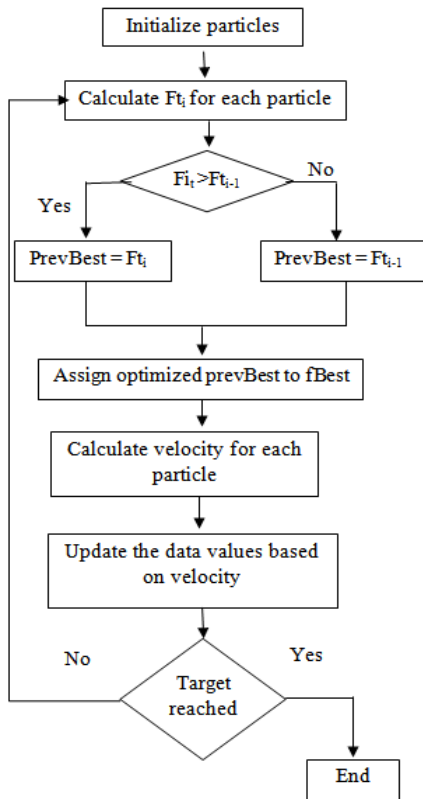 Initialize particles
Calculate Ftᵢ for each particle
Fiₜ >Ftᵢ₋₁
No
Yes
PrevBest = Ftᵢ
PrevBest = Ftᵢ₋₁
Assign optimized prevBest to fBest
Calculate velocity for each
particle
Update the data values based
on velocity
No
Yes
Target
reached
End